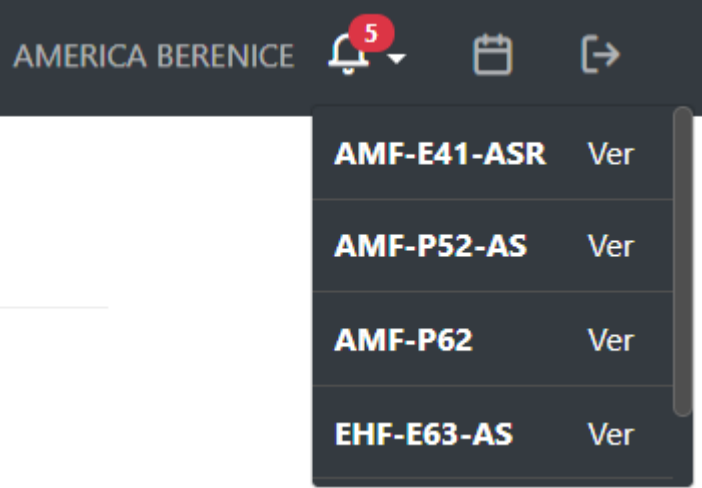 AMERICA BERENICE 5
AMF-E41-ASR Ver
AMF-P52-AS Ver
AMF-P62 Ver
EHF-E63-AS Ver